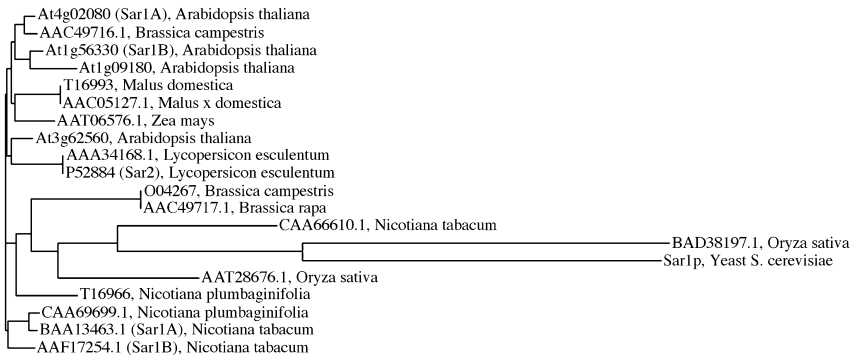 At4g02080 (Sar1A), Arabidopsis thaliana
AAC49716.1, Brassica campestris
At1g56330 (Sar1B), Arabidopsis thaliana
At1g09180, Arabidopsis thaliana
T16993, Malus domestica
AAC05127.1, Malus x domestica
AAT06576.1, Zea mays
At3g62560, Arabidopsis thaliana
AAA34168.1, Lycopersicon esculentum
P52884 (Sar2), Lycopersicon esculentum
O04267, Brassica campestris
AAC49717.1, Brassica rapa
CAA66610.1, Nicotiana tabacum
BAD38197.1, Oryza sativa
Sar1p, Yeast S. cerevisiae
AAT28676.1, Oryza sativa
T16966, Nicotiana plumbaginifolia
CAA69699.1, Nicotiana plumbaginifolia
BAA13463.1 (Sar1A), Nicotiana tabacum
AAF17254.1 (Sar1B), Nicotiana tabacum